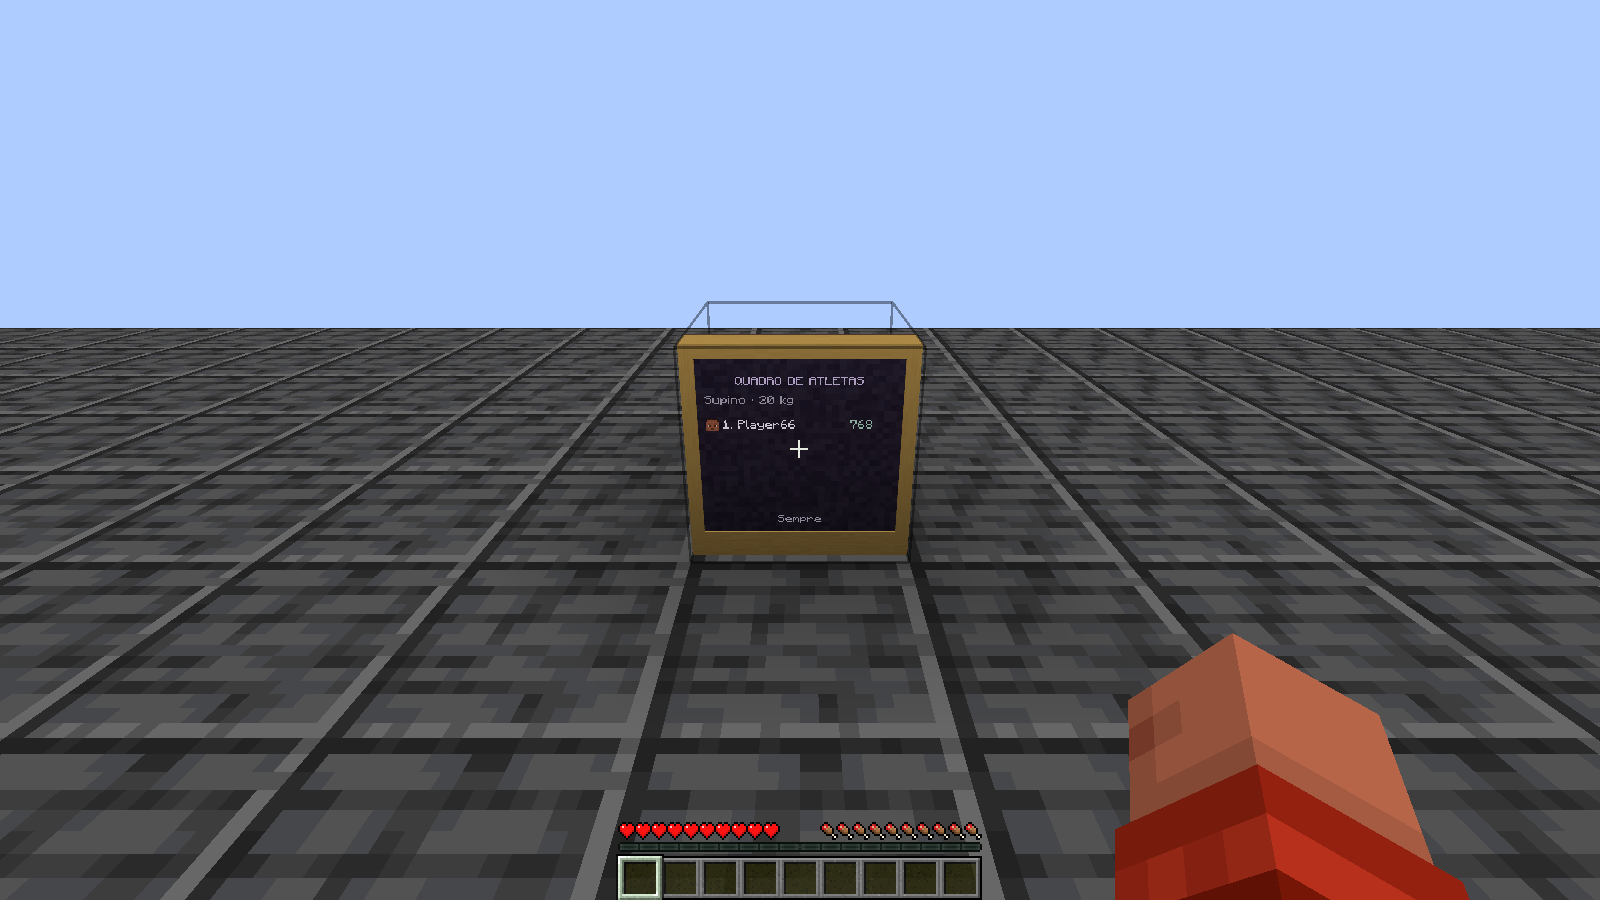 QUADRO DE ATLETAS
Supino · 20 kg
1. Player66 768
Sempre